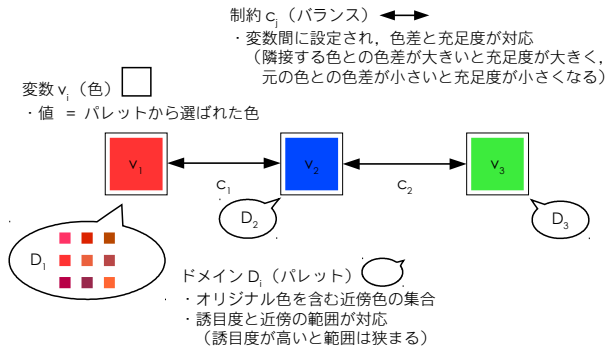 制約 cj（バランス）
・変数間に設定され，色差と充足度が対応
（隣接する色との色差が大きいと充足度が大きく，
元の色との色差が小さいと充足度が小さくなる）
変数 vi（色）
・値 = パレットから選ばれた色
v1 v2 v3
c1 c2
D2 D3
D1
ドメイン Di（パレット）
・オリジナル色を含む近傍色の集合
・誘目度と近傍の範囲が対応
（誘目度が高いと範囲は狭まる）